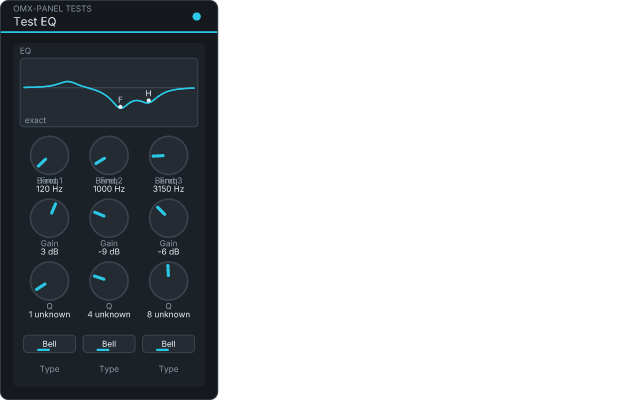 OMX-PANEL TESTS
Test EQ
EQ
F H
exact
120 Hz 1000 Hz 3150 Hz
Gain Gain Gain
3 dB -9 dB -6 dB
Q Q Q
1 unknown 4 unknown 8 unknown
Bell Bell Bell
Type Type Type